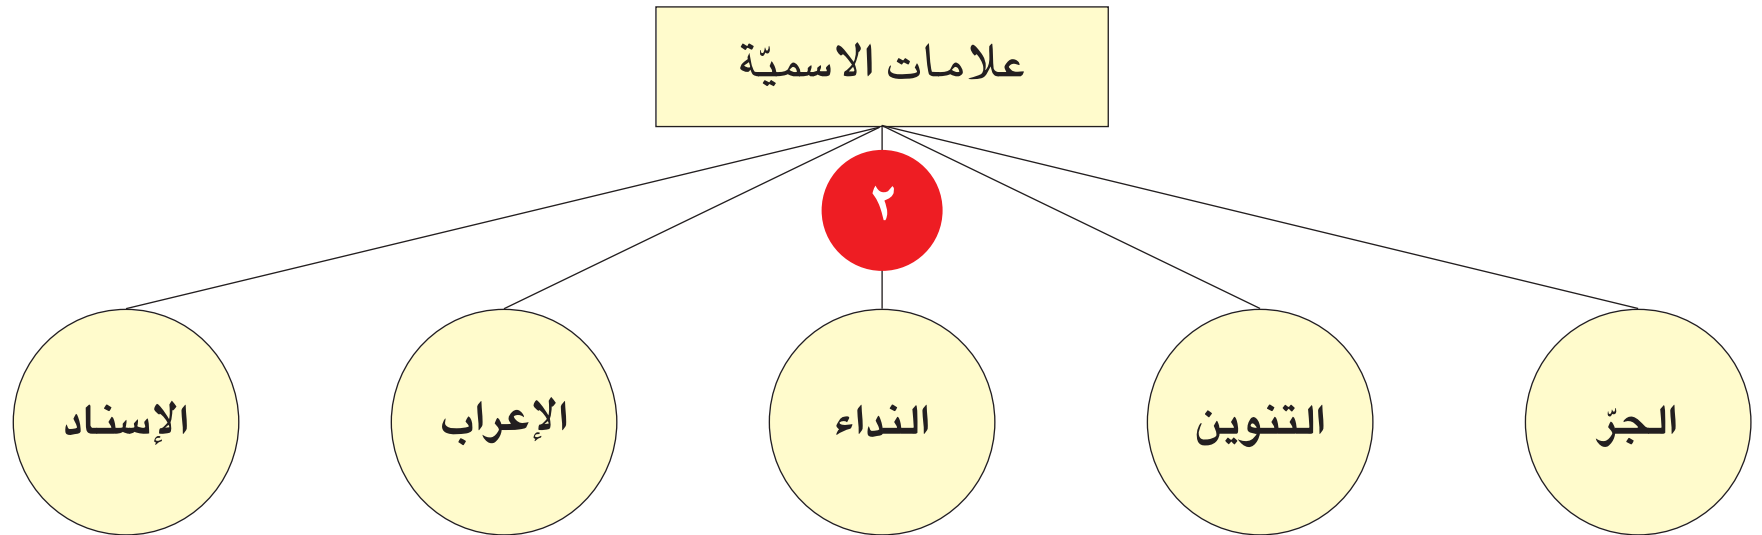 علامات الاسميّة
٢
الجرّ
التنوين
النداء
الإعراب
الإسناد